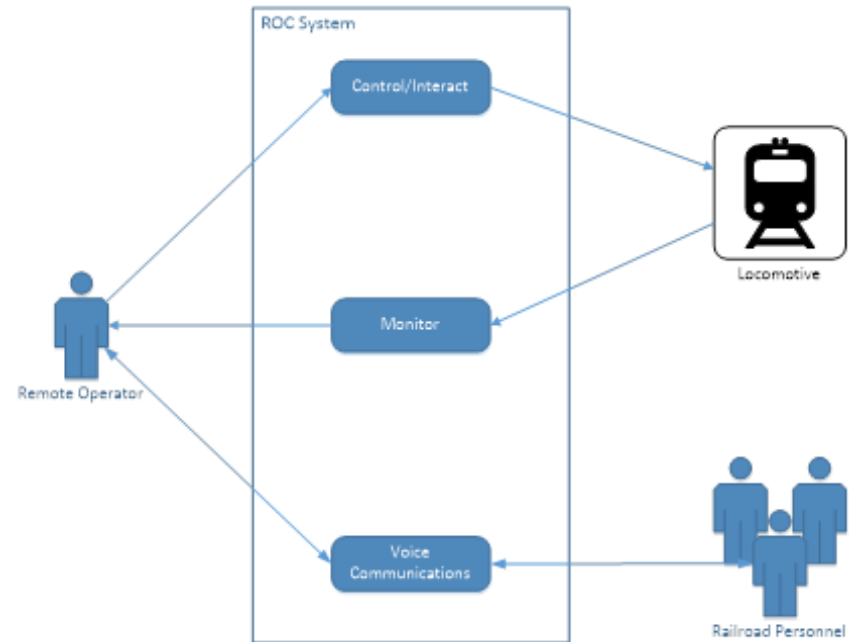 ROC System
Control/Interact
Locomotive
Monitor
Remote Operator
Voice
Communications
Railroad Personnel